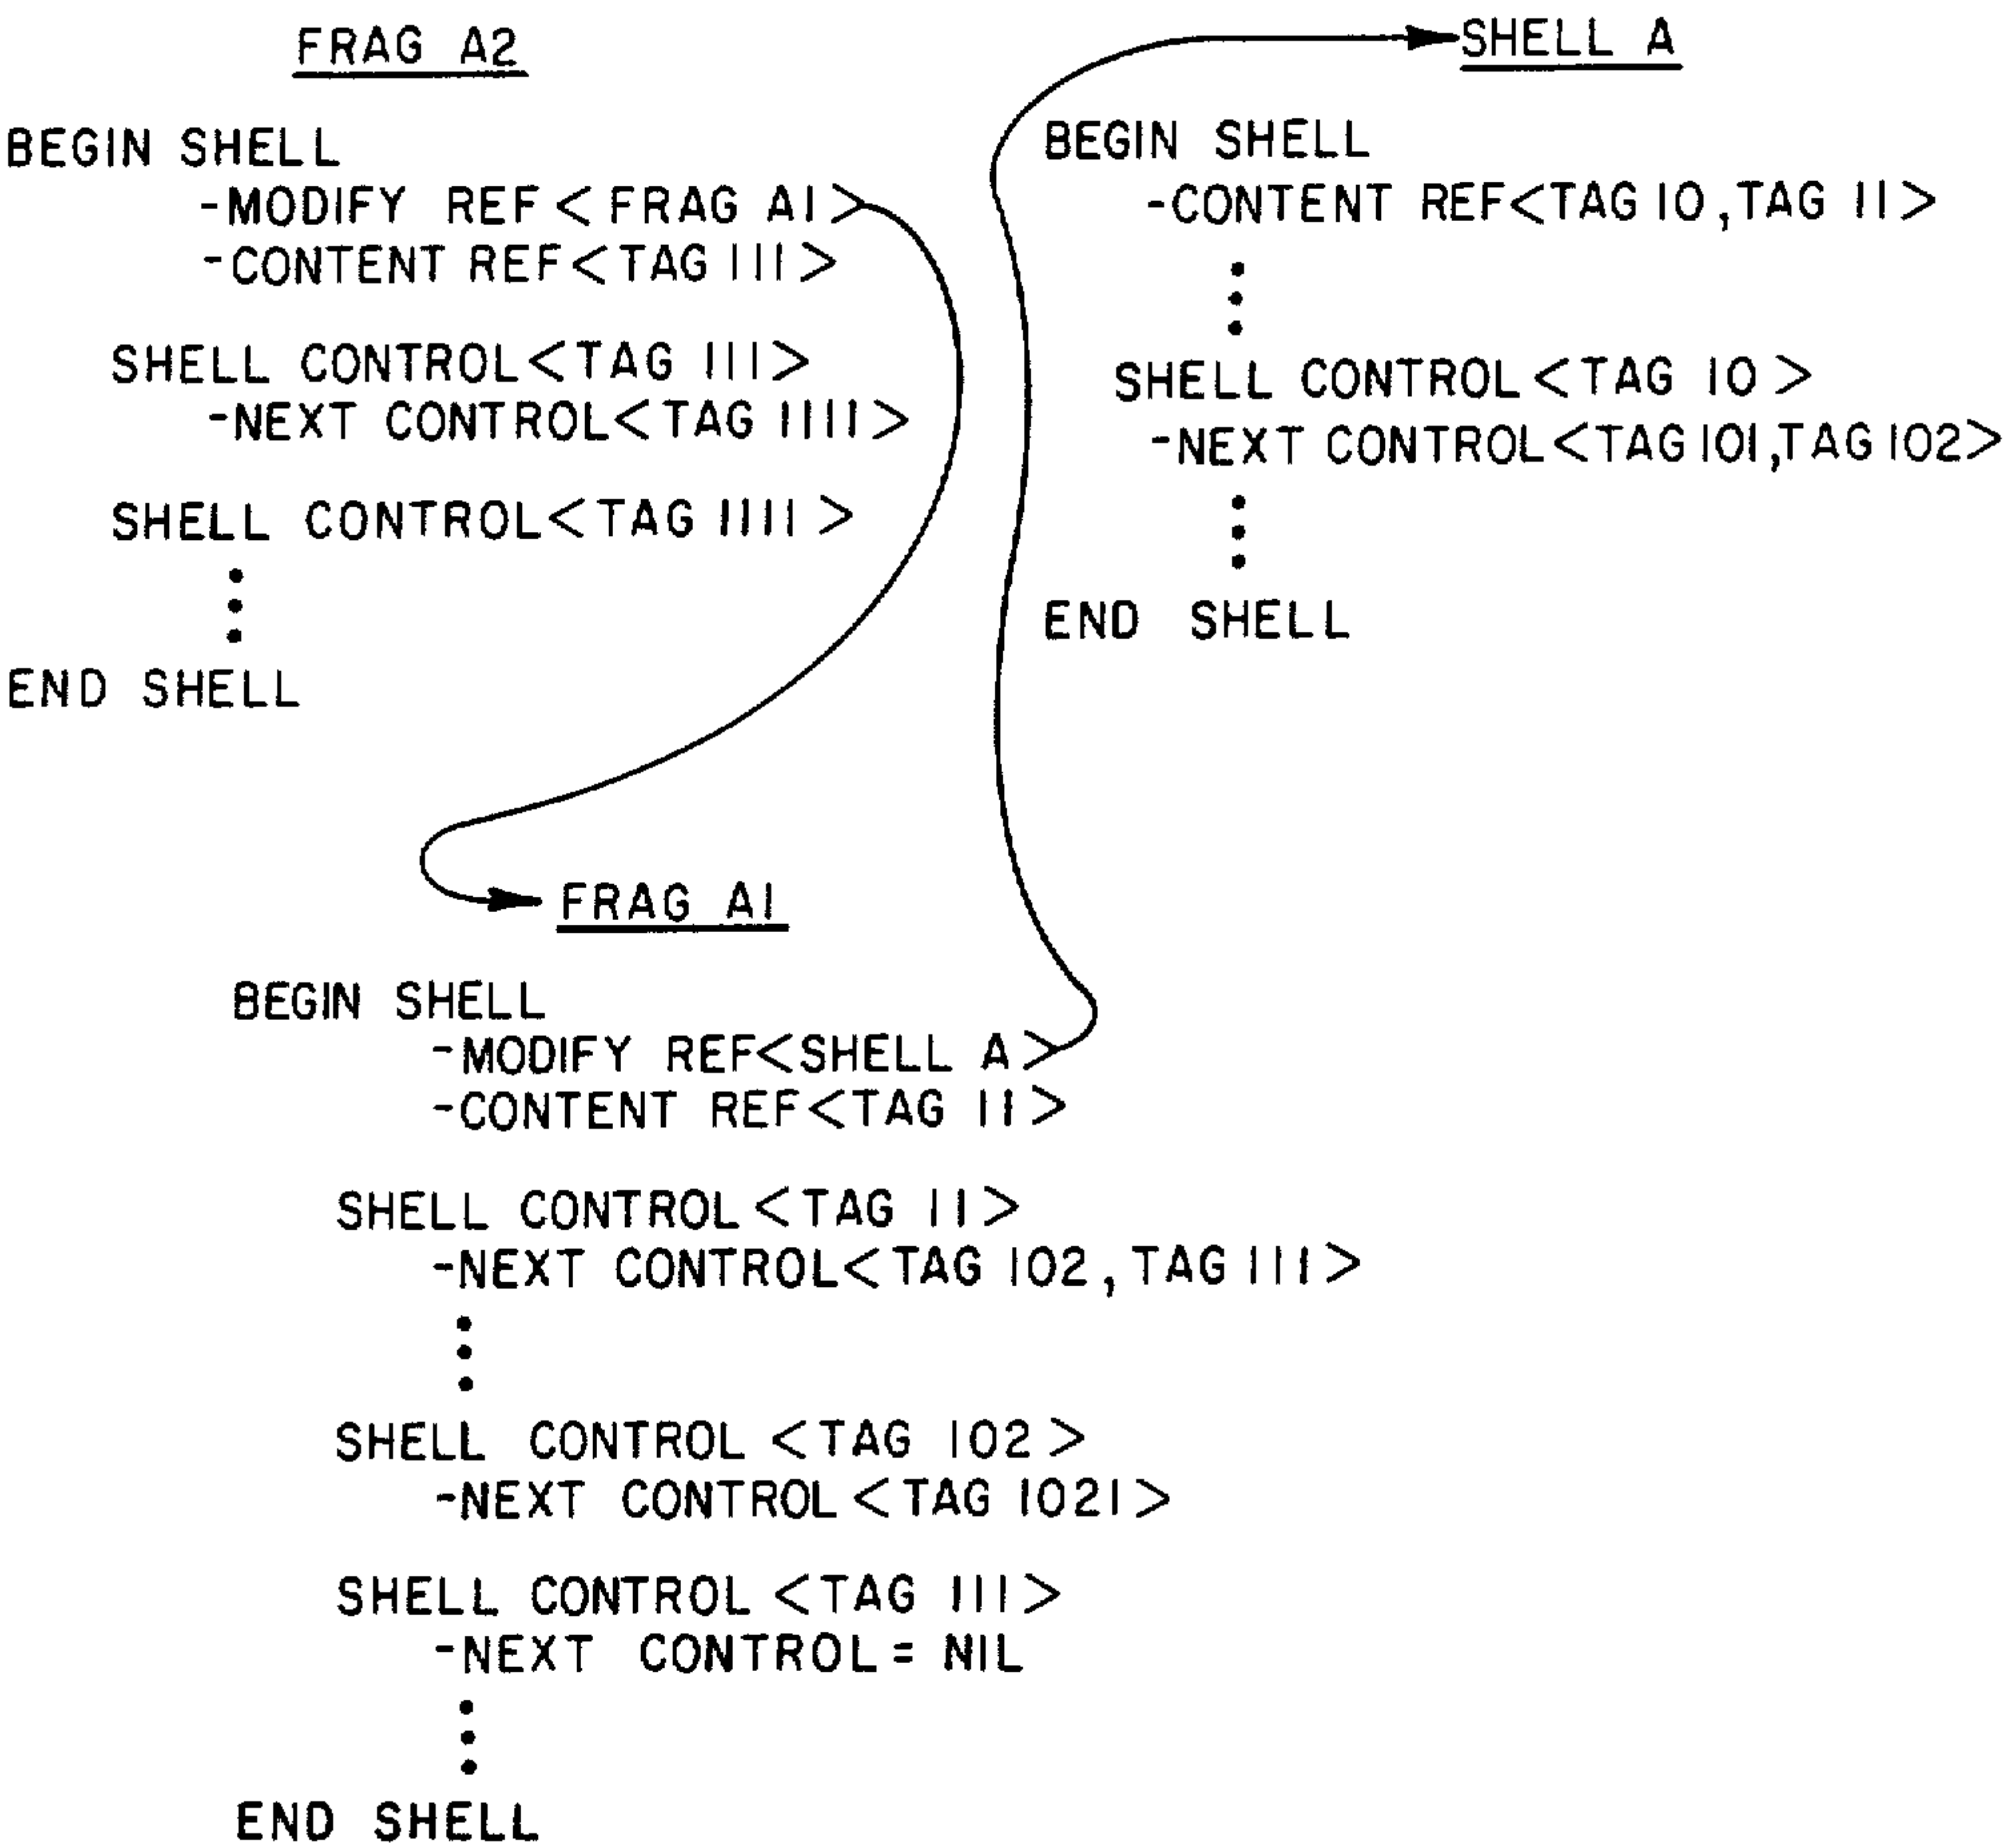 FRAG A2
BEGIN SHELL
-MODIFY REF<FRAG A1>
-CONTENT REF<TAG 111>
SHELL CONTROL<TAG 111>
-NEXT CONTROL<TAG 1111>
SHELL CONTROL<TAG 1111>
END SHELL
SHELL A
BEGIN SHELL
-CONTENT REF<TAG 10, TAG 11>
SHELL CONTROL<TAG 10>
-NEXT CONTROL<TAG 101, TAG 102>
END SHELL
FRAG A1
BEGIN SHELL
-MODIFY REF<SHELL A>
-CONTENT REF<TAG 11>
SHELL CONTROL<TAG 11>
-NEXT CONTROL<TAG 102, TAG 111>
SHELL CONTROL <TAG 102>
-NEXT CONTROL <TAG 1021>
SHELL CONTROL <TAG 111>
-NEXT CONTROL = NIL
END SHELL